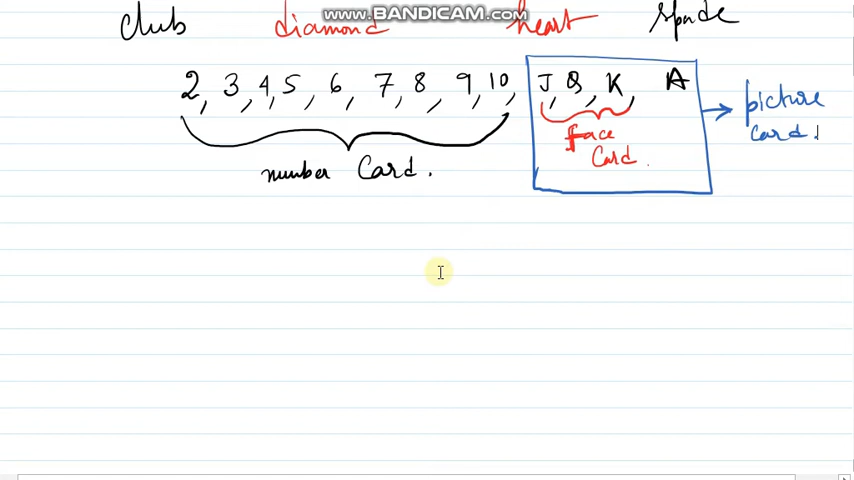 www.BANDICAM.com
club diamond heart spade
2, 3, 4, 5, 6, 7, 8, 9, 10, J, Q, K, A
picture card.
face card.
number card.